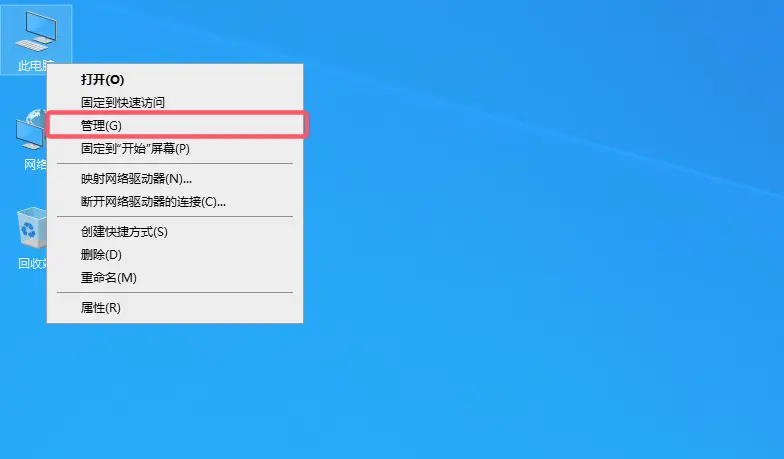 此电脑
打开(O)
固定到快速访问
管理(G)
固定到“开始”屏幕(P)
网络
映射网络驱动器(N)...
断开网络驱动器的连接(C)...
创建快捷方式(S)
删除(D)
回收
重命名(M)
属性(R)